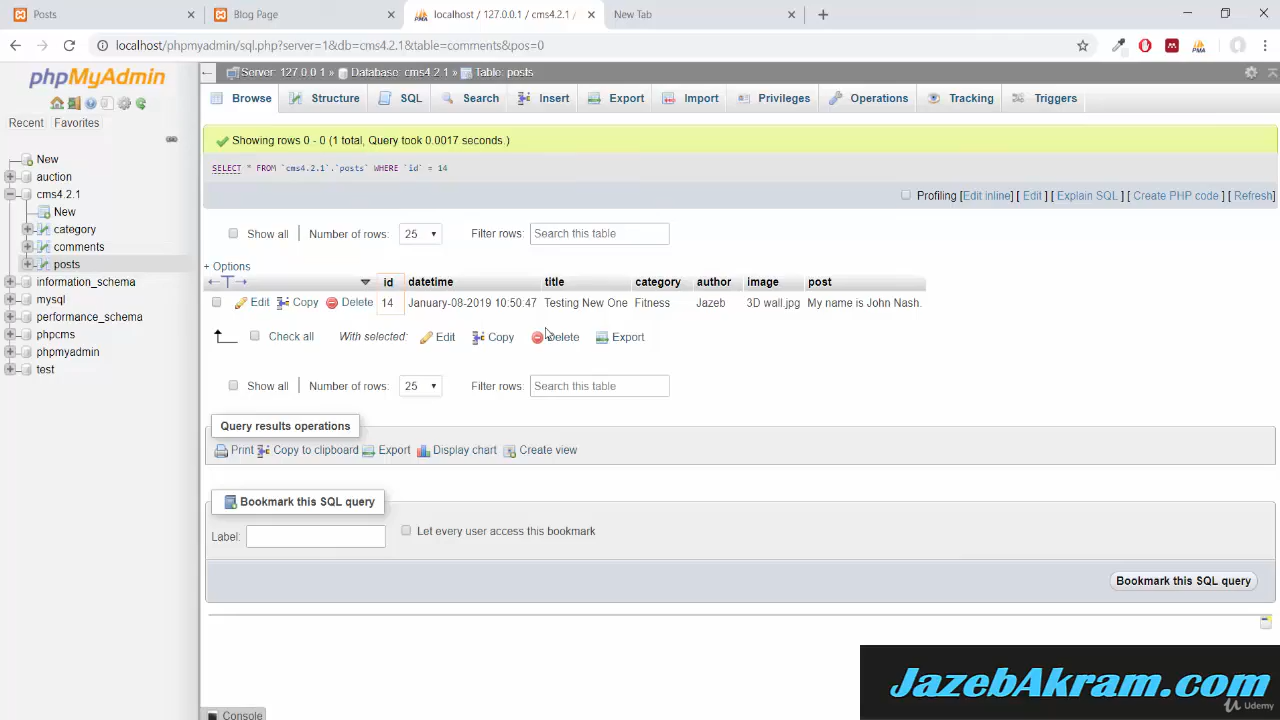 Posts
Blog Page
localhost / 127.0.0.1 / cms4.2.1 /
New Tab
localhost/phpmyadmin/sql.php?server=1&db=cms4.2.1&table=comments&pos=0
phpMyAdmin
Recent Favorites
New
auction
cms4.2.1
New
category
comments
posts
information_schema
mysql
performance_schema
phpcms
phpmyadmin
test
Server: 127.0.0.1 » Database: cms4.2.1 » Table: posts
Browse Structure SQL Search Insert Export Import Privileges Operations Tracking Triggers
Showing rows 0 - 0 (1 total, Query took 0.0017 seconds.)
SELECT * FROM `cms4.2.1`.`posts` WHERE `id` = 14
Profiling [Edit inline] [ Edit ] [ Explain SQL ] [ Create PHP code ] [ Refresh]
Show all Number of rows: 25 Filter rows: Search this table
+ Options
id datetime title category author image post
Edit Copy Delete 14 January-08-2019 10:50:47 Testing New One Fitness Jazeb 3D wall.jpg My name is John Nash.
Check all With selected: Edit Copy Delete Export
Show all Number of rows: 25 Filter rows: Search this table
Query results operations
Print Copy to clipboard Export Display chart Create view
Bookmark this SQL query
Label: Let every user access this bookmark
Bookmark this SQL query
Console
JazebAkram.com
Udemy